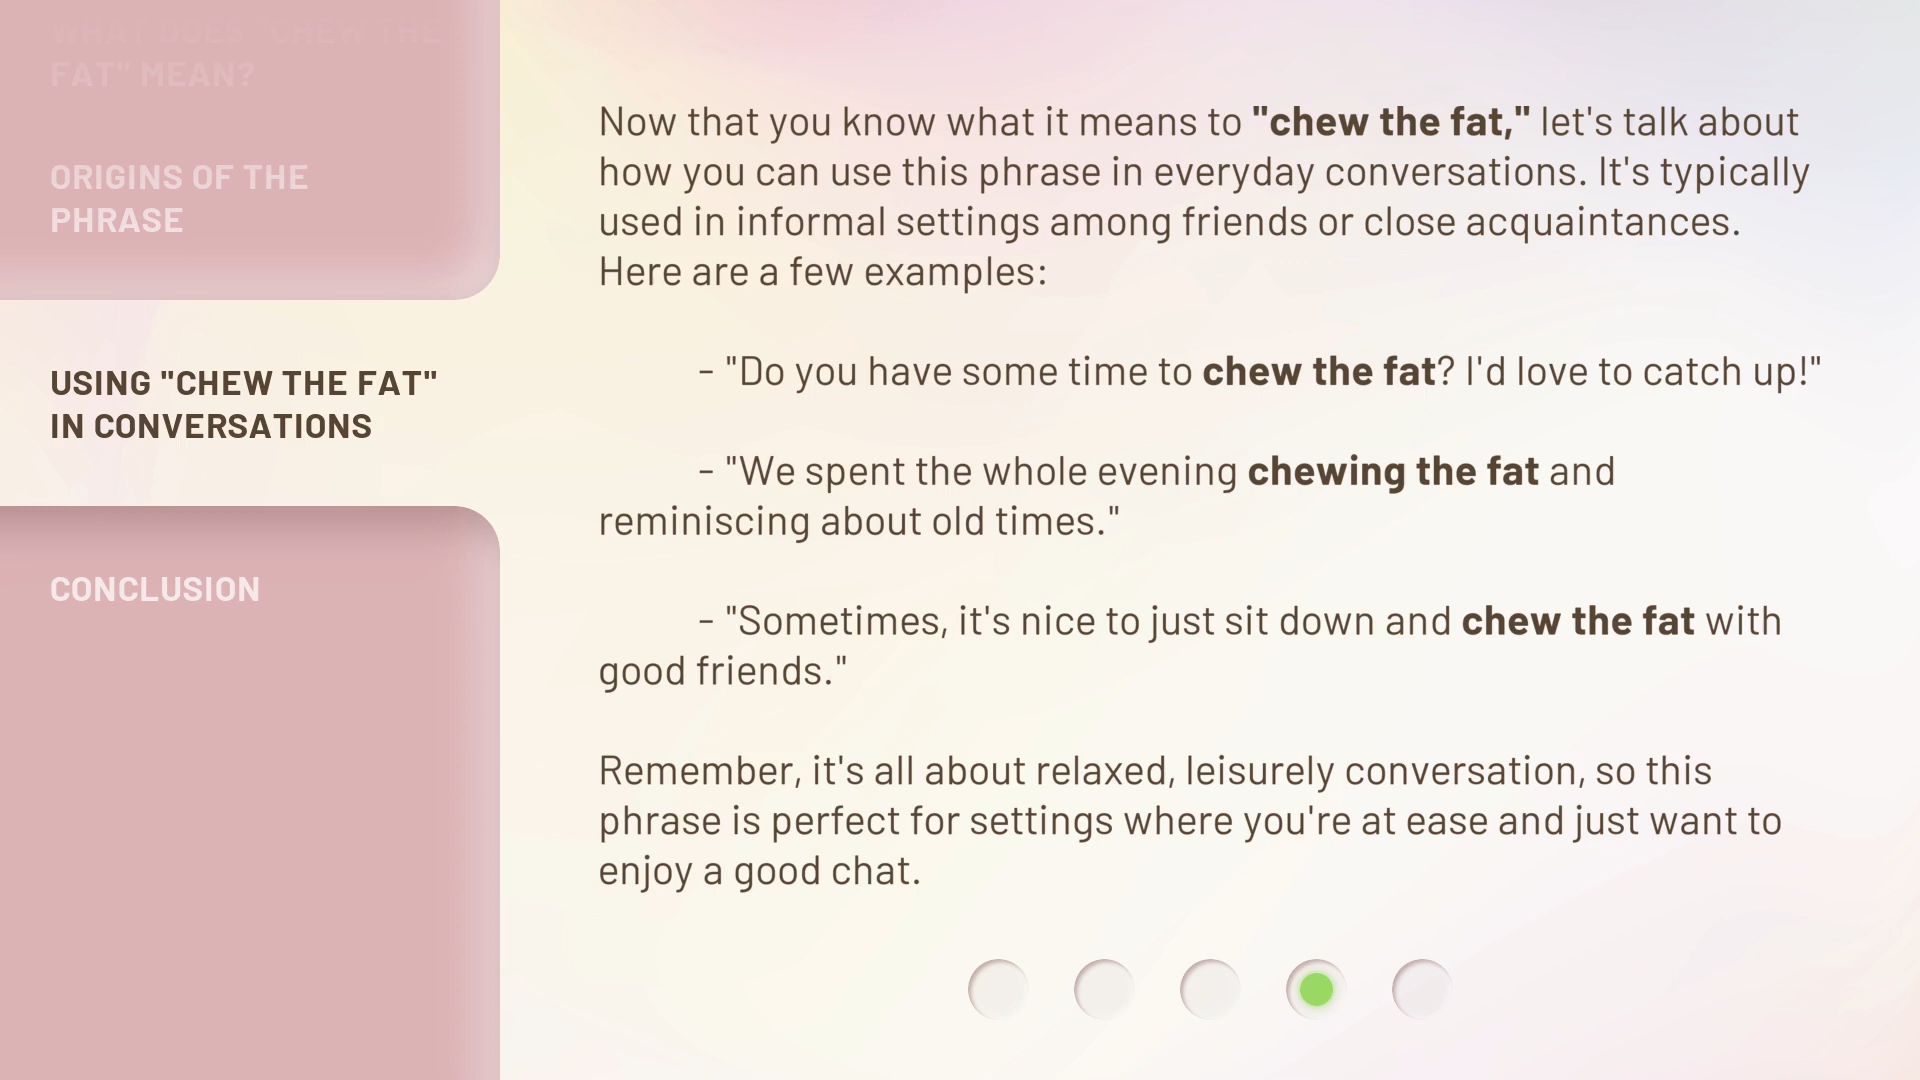 WHAT DOES "CHEW THE
FAT" MEAN?
ORIGINS OF THE
PHRASE
USING "CHEW THE FAT"
IN CONVERSATIONS
CONCLUSION
Now that you know what it means to "chew the fat," let's talk about
how you can use this phrase in everyday conversations. It's typically
used in informal settings among friends or close acquaintances.
Here are a few examples:
- "Do you have some time to chew the fat? I'd love to catch up!"
- "We spent the whole evening chewing the fat and
reminiscing about old times."
- "Sometimes, it's nice to just sit down and chew the fat with
good friends."
Remember, it's all about relaxed, leisurely conversation, so this
phrase is perfect for settings where you're at ease and just want to
enjoy a good chat.